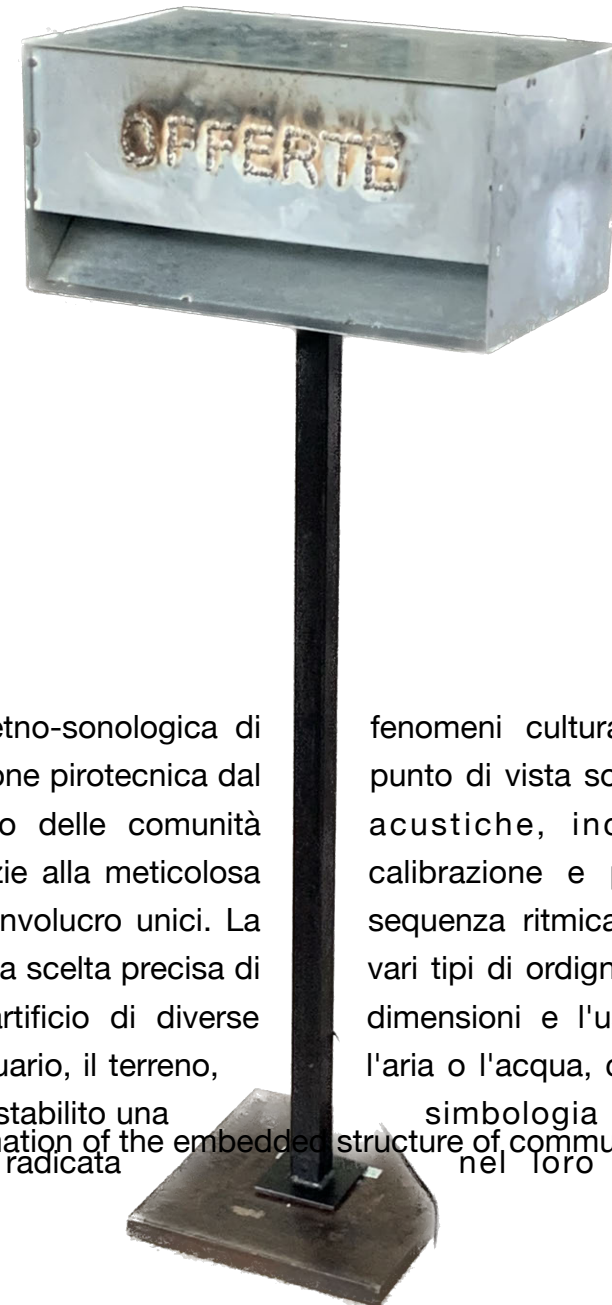 OFFERTE
etno-sonologica di fenomeni cultura
one pirotecnica dal punto di vista so
o delle comunità acustiche, inc
zie alla meticolosa calibrazione e p
nvolucro unici. La sequenza ritmica
a scelta precisa di vari tipi di ordign
artificio di diverse dimensioni e l'u
uario, il terreno, l'aria o l'acqua,
stabilito una simbologia
ation of the embedded structure of commu
radicata nel loro